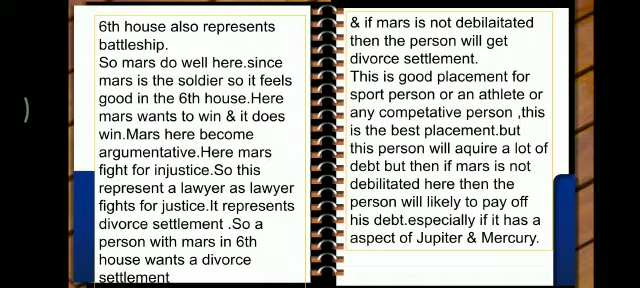 6th house also represents
battleship.
So mars do well here.since
mars is the soldier so it feels
good in the 6th house.Here
mars wants to win & it does
win.Mars here become
argumentative.Here mars
fight for injustice.So this
represent a lawyer as lawyer
fights for justice.It represents
divorce settlement .So a
person with mars in 6th
house wants a divorce
settlement
& if mars is not debilaitated
then the person will get
divorce settlement.
This is good placement for
sport person or an athlete or
any competative person ,this
is the best placement.but
this person will aquire a lot of
debt but then if mars is not
debilitated here then the
person will likely to pay off
his debt.especially if it has a
aspect of Jupiter & Mercury.